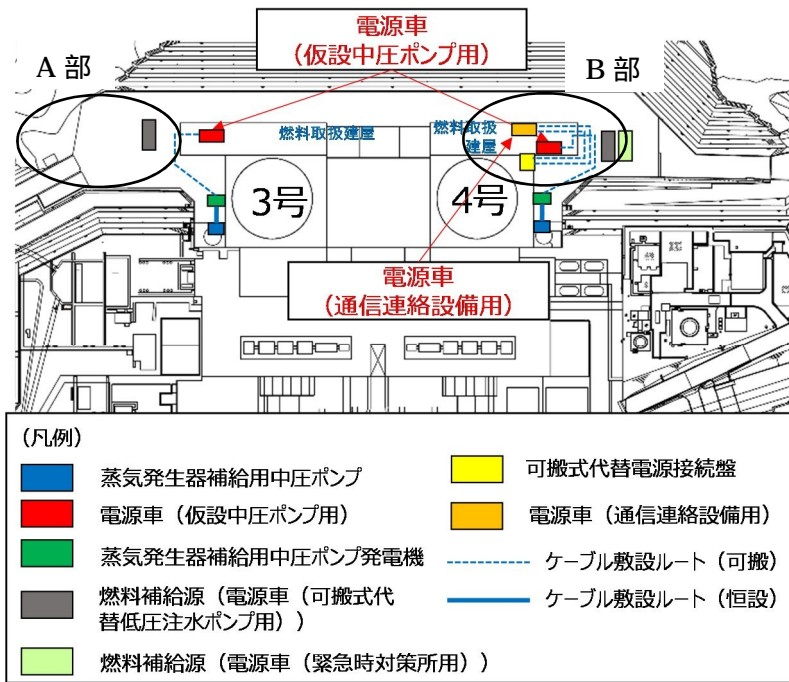 電源車
（仮設中圧ポンプ用）
A 部
B 部
燃料取扱建屋
燃料取扱
建屋
3号
4号
電源車
（通信連絡設備用）
（凡例）
蒸気発生器補給用中圧ポンプ
電源車（仮設中圧ポンプ用）
蒸気発生器補給用中圧ポンプ発電機
燃料補給源（電源車（可搬式代
替低圧注水ポンプ用））
燃料補給源（電源車（緊急時対策所用））
可搬式代替電源接続盤
電源車（通信連絡設備用）
ケーブル敷設ルート（可搬）
ケーブル敷設ルート（恒設）